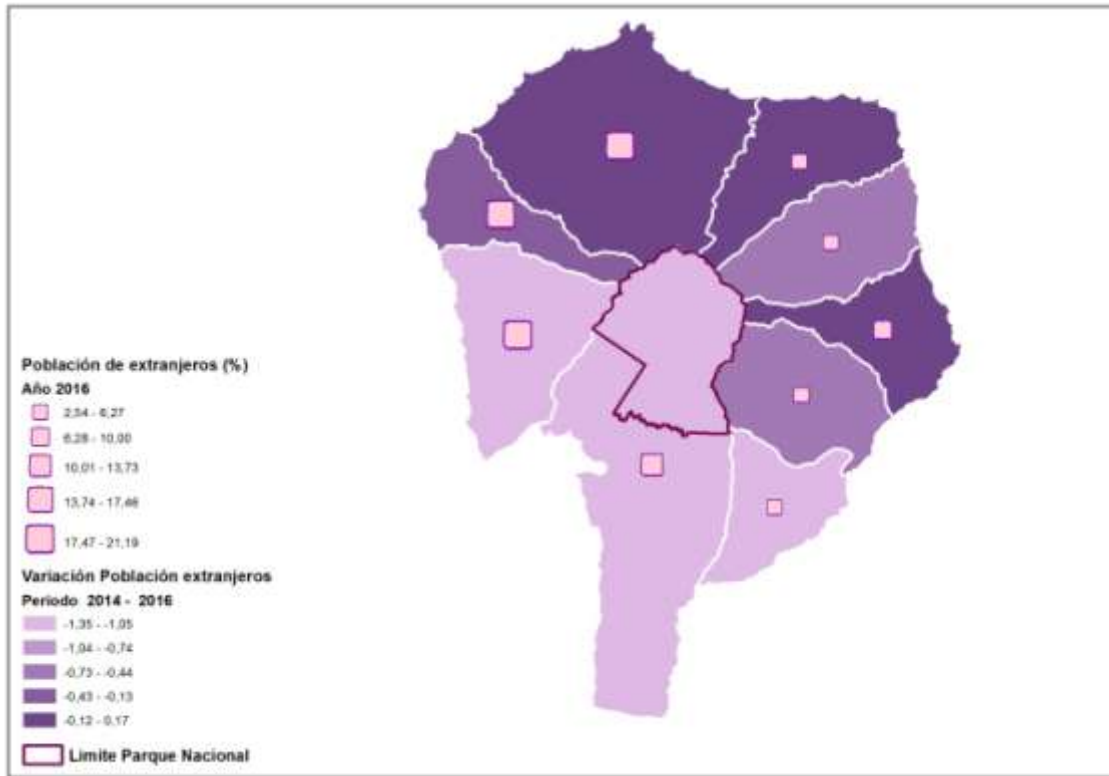 Población de extranjeros (%)
Año 2016
2,54 - 6,27
6,28 - 10,00
10,01 - 13,73
13,74 - 17,46
17,47 - 21,19
Variación Población extranjeros
Periodo 2014 - 2016
-1,35 - -1,05
-1,04 - -0,74
-0,73 - -0,44
-0,43 - -0,13
-0,12 - 0,17
Limite Parque Nacional